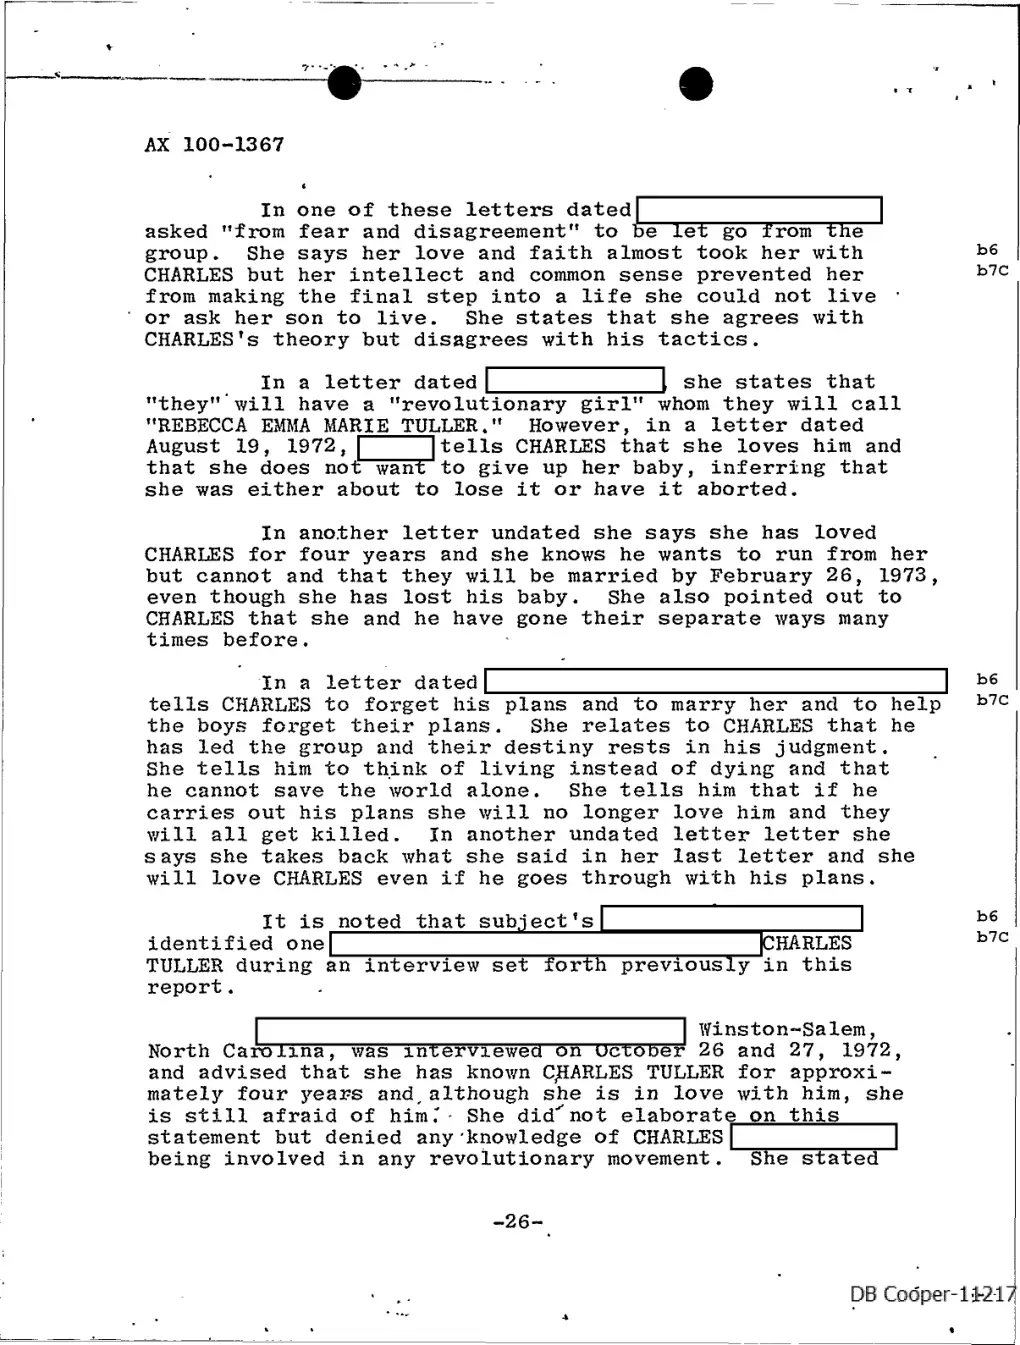 AX 100-1367
In one of these letters dated
asked "from fear and disagreement" to be let go from the
group. She says her love and faith almost took her with
b6
CHARLES but her intellect and common sense prevented her
b7C
from making the final step into a life she could not live
or ask her son to live. She states that she agrees with
CHARLES's theory but disagrees with his tactics.
In a letter dated , she states that
"they" will have a "revolutionary girl" whom they will call
"REBECCA EMMA MARIE TULLER." However, in a letter dated
August 19, 1972, tells CHARLES that she loves him and
that she does not want to give up her baby, inferring that
she was either about to lose it or have it aborted.
In another letter undated she says she has loved
CHARLES for four years and she knows he wants to run from her
but cannot and that they will be married by February 26, 1973,
even though she has lost his baby. She also pointed out to
CHARLES that she and he have gone their separate ways many
times before.
In a letter dated
b6
tells CHARLES to forget his plans and to marry her and to help
b7C
the boys forget their plans. She relates to CHARLES that he
has led the group and their destiny rests in his judgment.
She tells him to think of living instead of dying and that
he cannot save the world alone. She tells him that if he
carries out his plans she will no longer love him and they
will all get killed. In another undated letter letter she
says she takes back what she said in her last letter and she
will love CHARLES even if he goes through with his plans.
It is noted that subject's
b6
identified one CHARLES
b7C
TULLER during an interview set forth previously in this
report.
Winston-Salem,
North Carolina, was interviewed on October 26 and 27, 1972,
and advised that she has known CHARLES TULLER for approxi-
mately four years and although she is in love with him, she
is still afraid of him. She did not elaborate on this
statement but denied any knowledge of CHARLES
being involved in any revolutionary movement. She stated
-26-
DB Cooper-11217